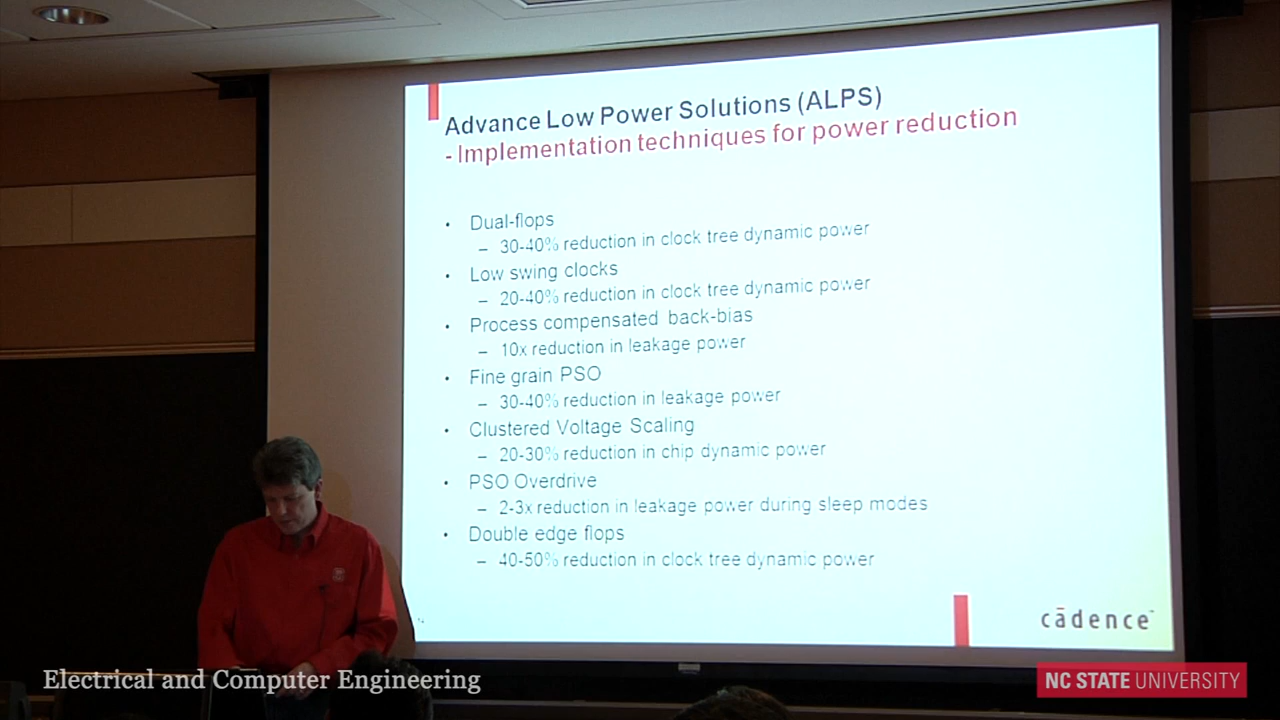 Advance Low Power Solutions (ALPS)
- Implementation techniques for power reduction
• Dual-flops
– 30-40% reduction in clock tree dynamic power
• Low swing clocks
– 20-40% reduction in clock tree dynamic power
• Process compensated back-bias
– 10x reduction in leakage power
• Fine grain PSO
– 30-40% reduction in leakage power
• Clustered Voltage Scaling
– 20-30% reduction in chip dynamic power
• PSO Overdrive
– 2-3x reduction in leakage power during sleep modes
• Double edge flops
– 40-50% reduction in clock tree dynamic power
cādence™
Electrical and Computer Engineering
NC STATE UNIVERSITY